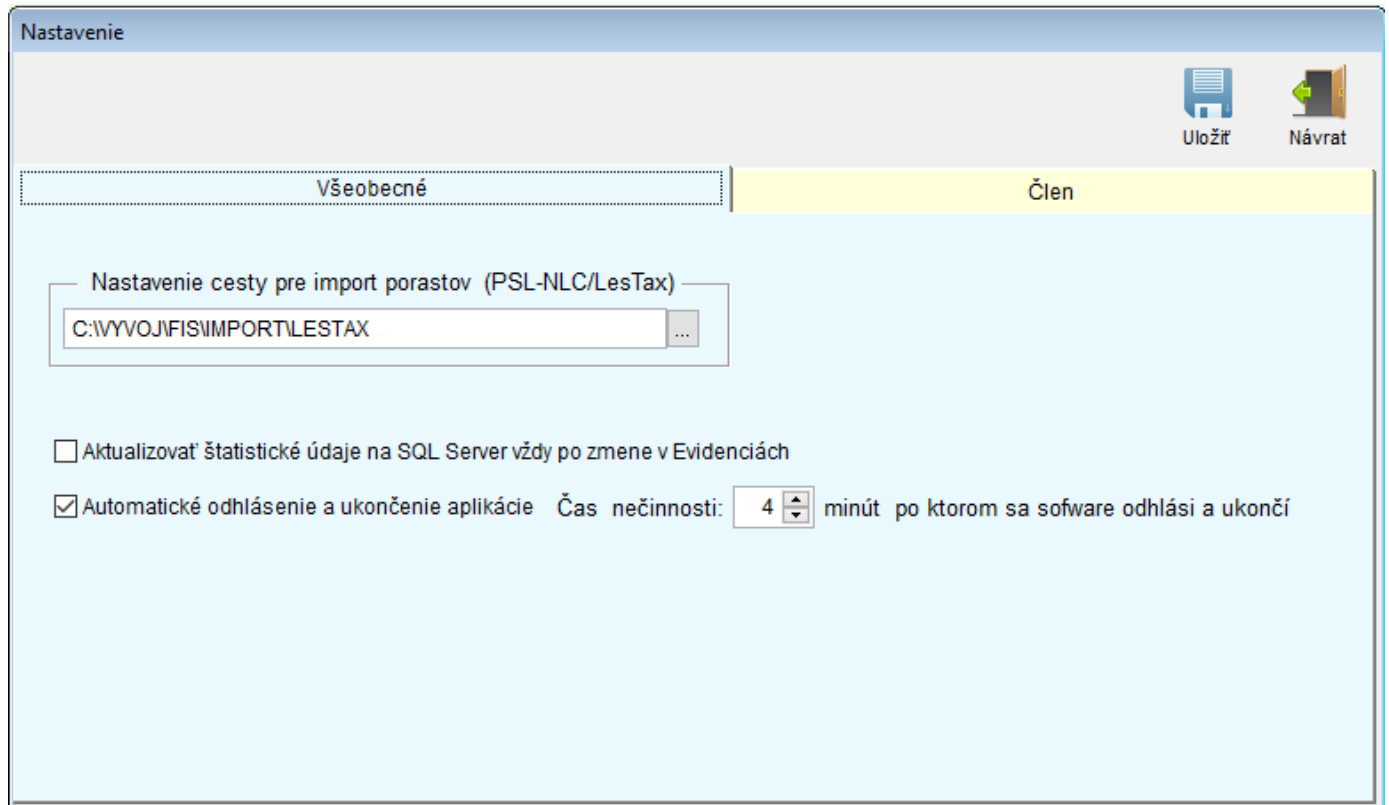 Nastavenie
Uložiť Návrat
Všeobecné Člen
Nastavenie cesty pre import porastov (PSL-NLC/LesTax)
C:\VYVOJ\FIS\IMPORT\LESTAX ...
Aktualizovať štatistické údaje na SQL Server vždy po zmene v Evidenciách
Automatické odhlásenie a ukončenie aplikácie Čas nečinnosti: 4 minút po ktorom sa sofware odhlási a ukončí